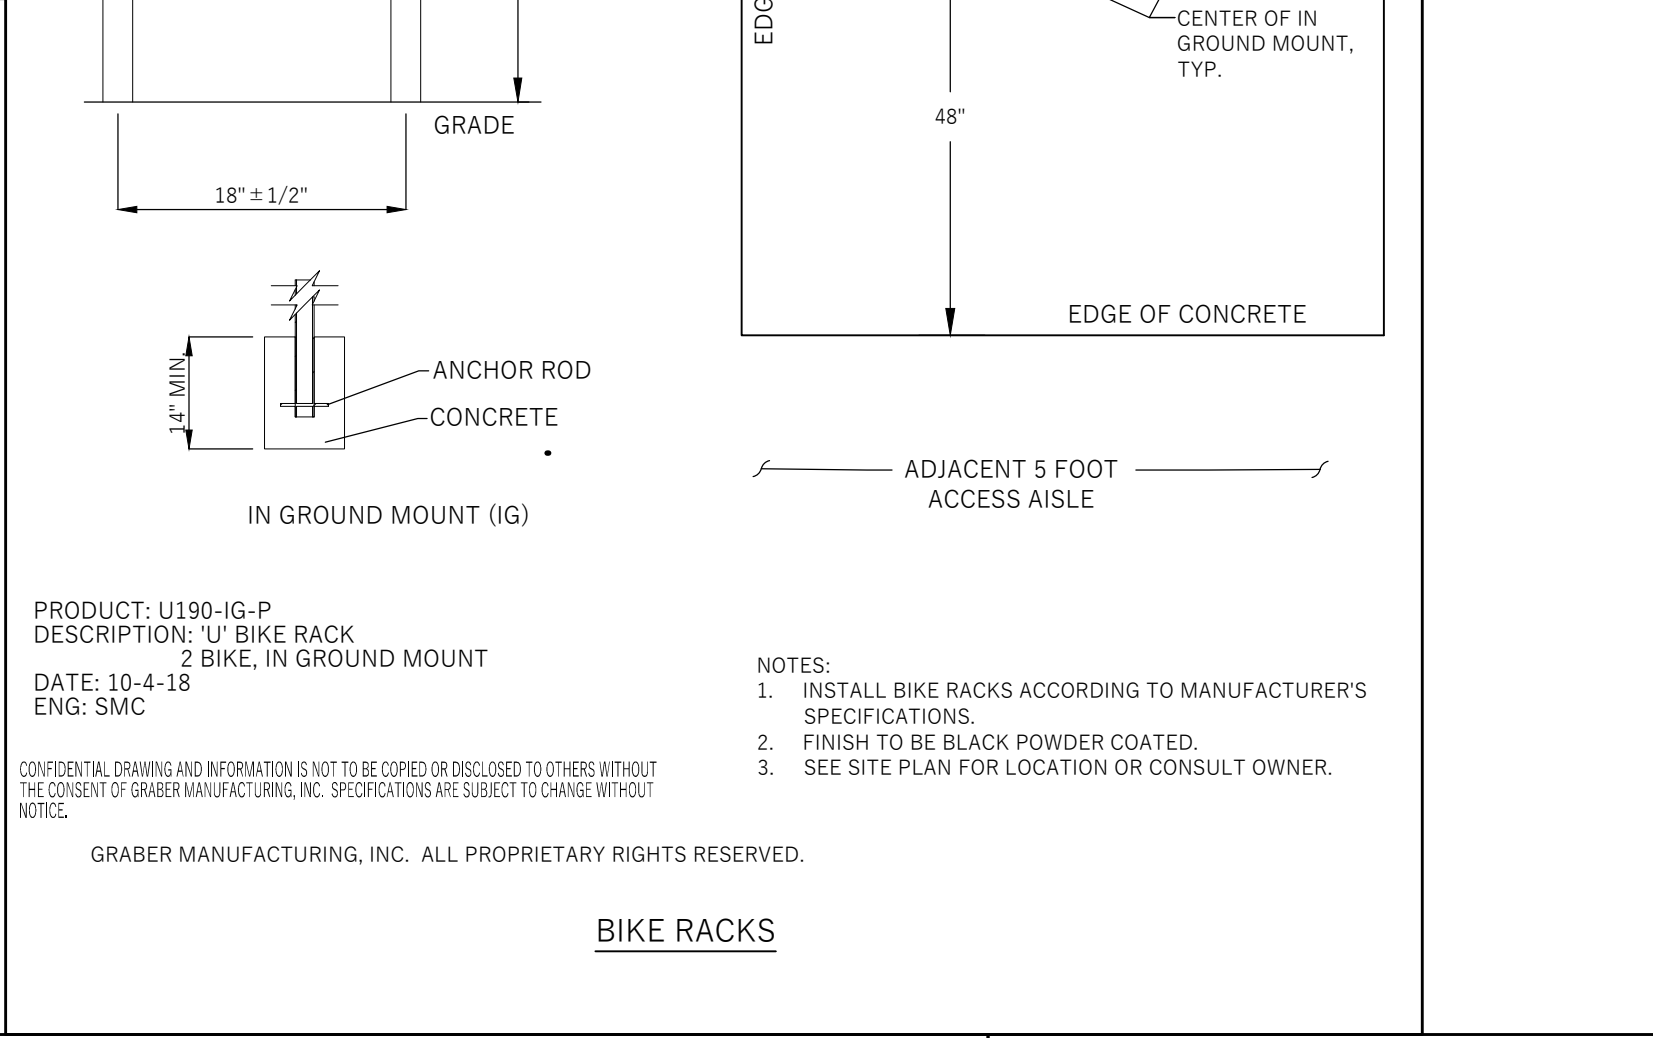 EDG
CENTER OF IN
GROUND MOUNT,
TYP.
48"
GRADE
18"±1/2"
EDGE OF CONCRETE
14" MIN.
ANCHOR ROD
CONCRETE
ADJACENT 5 FOOT
ACCESS AISLE
IN GROUND MOUNT (IG)
PRODUCT: U190-IG-P
DESCRIPTION: 'U' BIKE RACK
2 BIKE, IN GROUND MOUNT
DATE: 10-4-18
ENG: SMC
NOTES:
1. INSTALL BIKE RACKS ACCORDING TO MANUFACTURER'S
SPECIFICATIONS.
2. FINISH TO BE BLACK POWDER COATED.
3. SEE SITE PLAN FOR LOCATION OR CONSULT OWNER.
CONFIDENTIAL DRAWING AND INFORMATION IS NOT TO BE COPIED OR DISCLOSED TO OTHERS WITHOUT
THE CONSENT OF GRABER MANUFACTURING, INC. SPECIFICATIONS ARE SUBJECT TO CHANGE WITHOUT
NOTICE.
GRABER MANUFACTURING, INC. ALL PROPRIETARY RIGHTS RESERVED.
BIKE RACKS